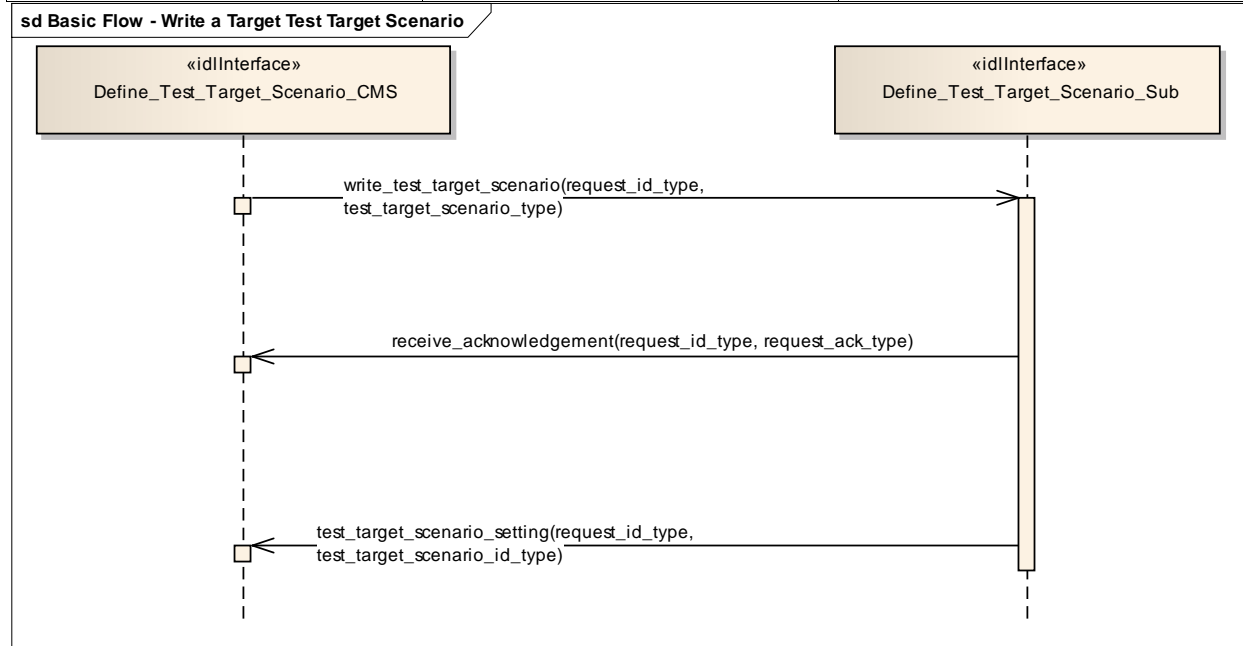 sd Basic Flow - Write a Target Test Target Scenario
«idlInterface»
Define_Test_Target_Scenario_CMS
«idlInterface»
Define_Test_Target_Scenario_Sub
write_test_target_scenario(request_id_type,
test_target_scenario_type)
receive_acknowledgement(request_id_type, request_ack_type)
test_target_scenario_setting(request_id_type,
test_target_scenario_id_type)